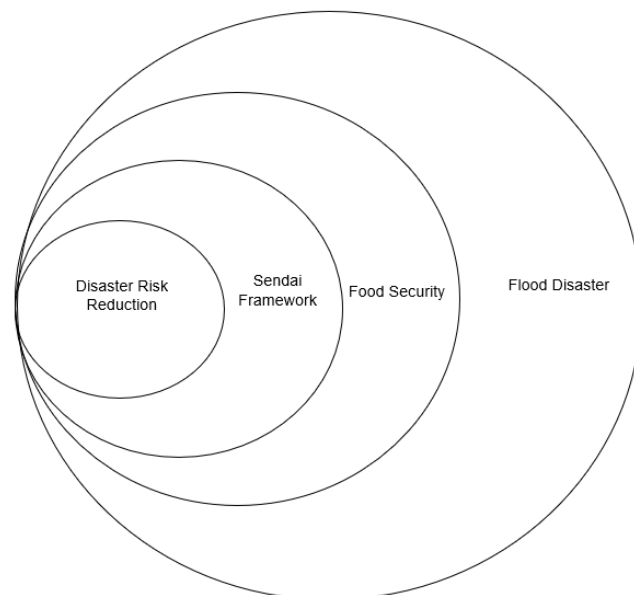 Disaster Risk
Reduction
Sendai
Framework
Food Security
Flood Disaster